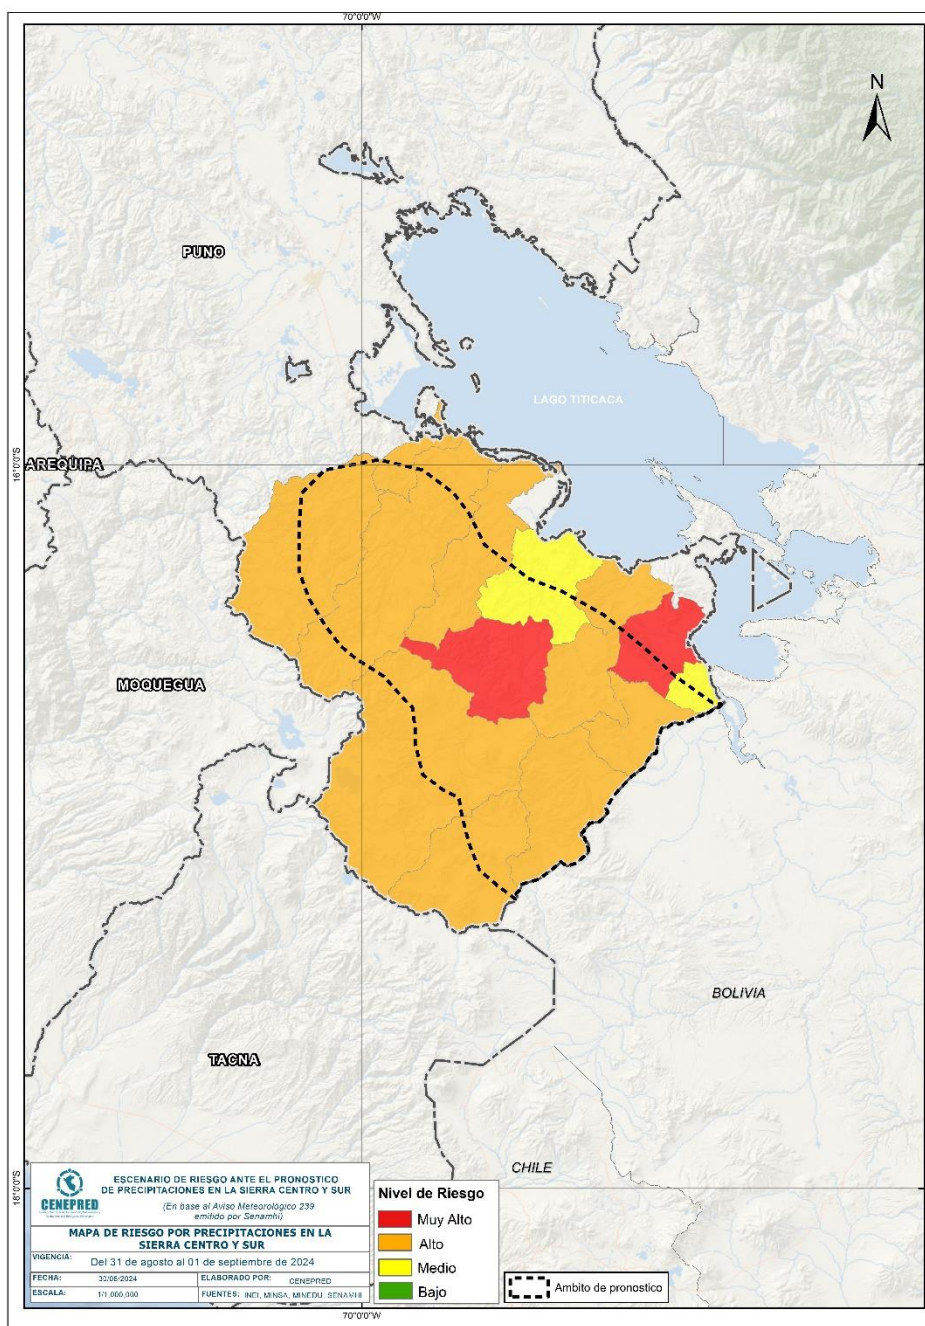 70°0'0"W
N
PUNO
LAGO TITICACA
16°0'0"S
AREQUIPA
MOQUEGUA
BOLIVIA
TACNA
CHILE
18°0'0"S
CENEPRED
ESCENARIO DE RIESGO ANTE EL PRONOSTICO
DE PRECIPITACIONES EN LA SIERRA CENTRO Y SUR
(En base al Aviso Meteorológico 239
emitido por Senamhi)
MAPA DE RIESGO POR PRECIPITACIONES EN LA
SIERRA CENTRO Y SUR
VIGENCIA: Del 31 de agosto al 01 de septiembre de 2024
FECHA: 30/08/2024 ELABORADO POR: CENEPRED
ESCALA: 1/1,000,000 FUENTES: INEI, MINSA, MINEDU, SENAMHI
Nivel de Riesgo
Muy Alto
Alto
Medio
Bajo
Ambito de pronostico
70°0'0"W